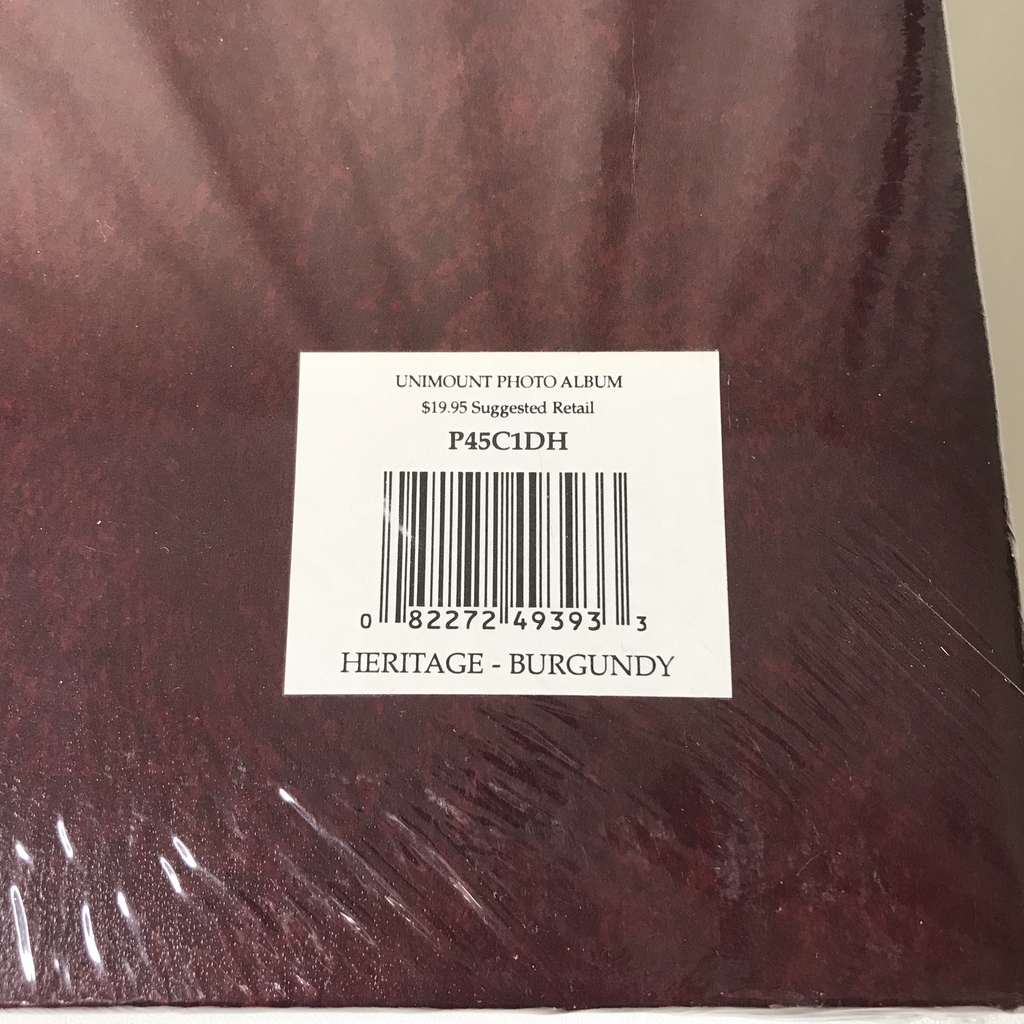 UNIMOUNT PHOTO ALBUM
$19.95 Suggested Retail
P45C1DH
0 82272 49393 3
HERITAGE - BURGUNDY